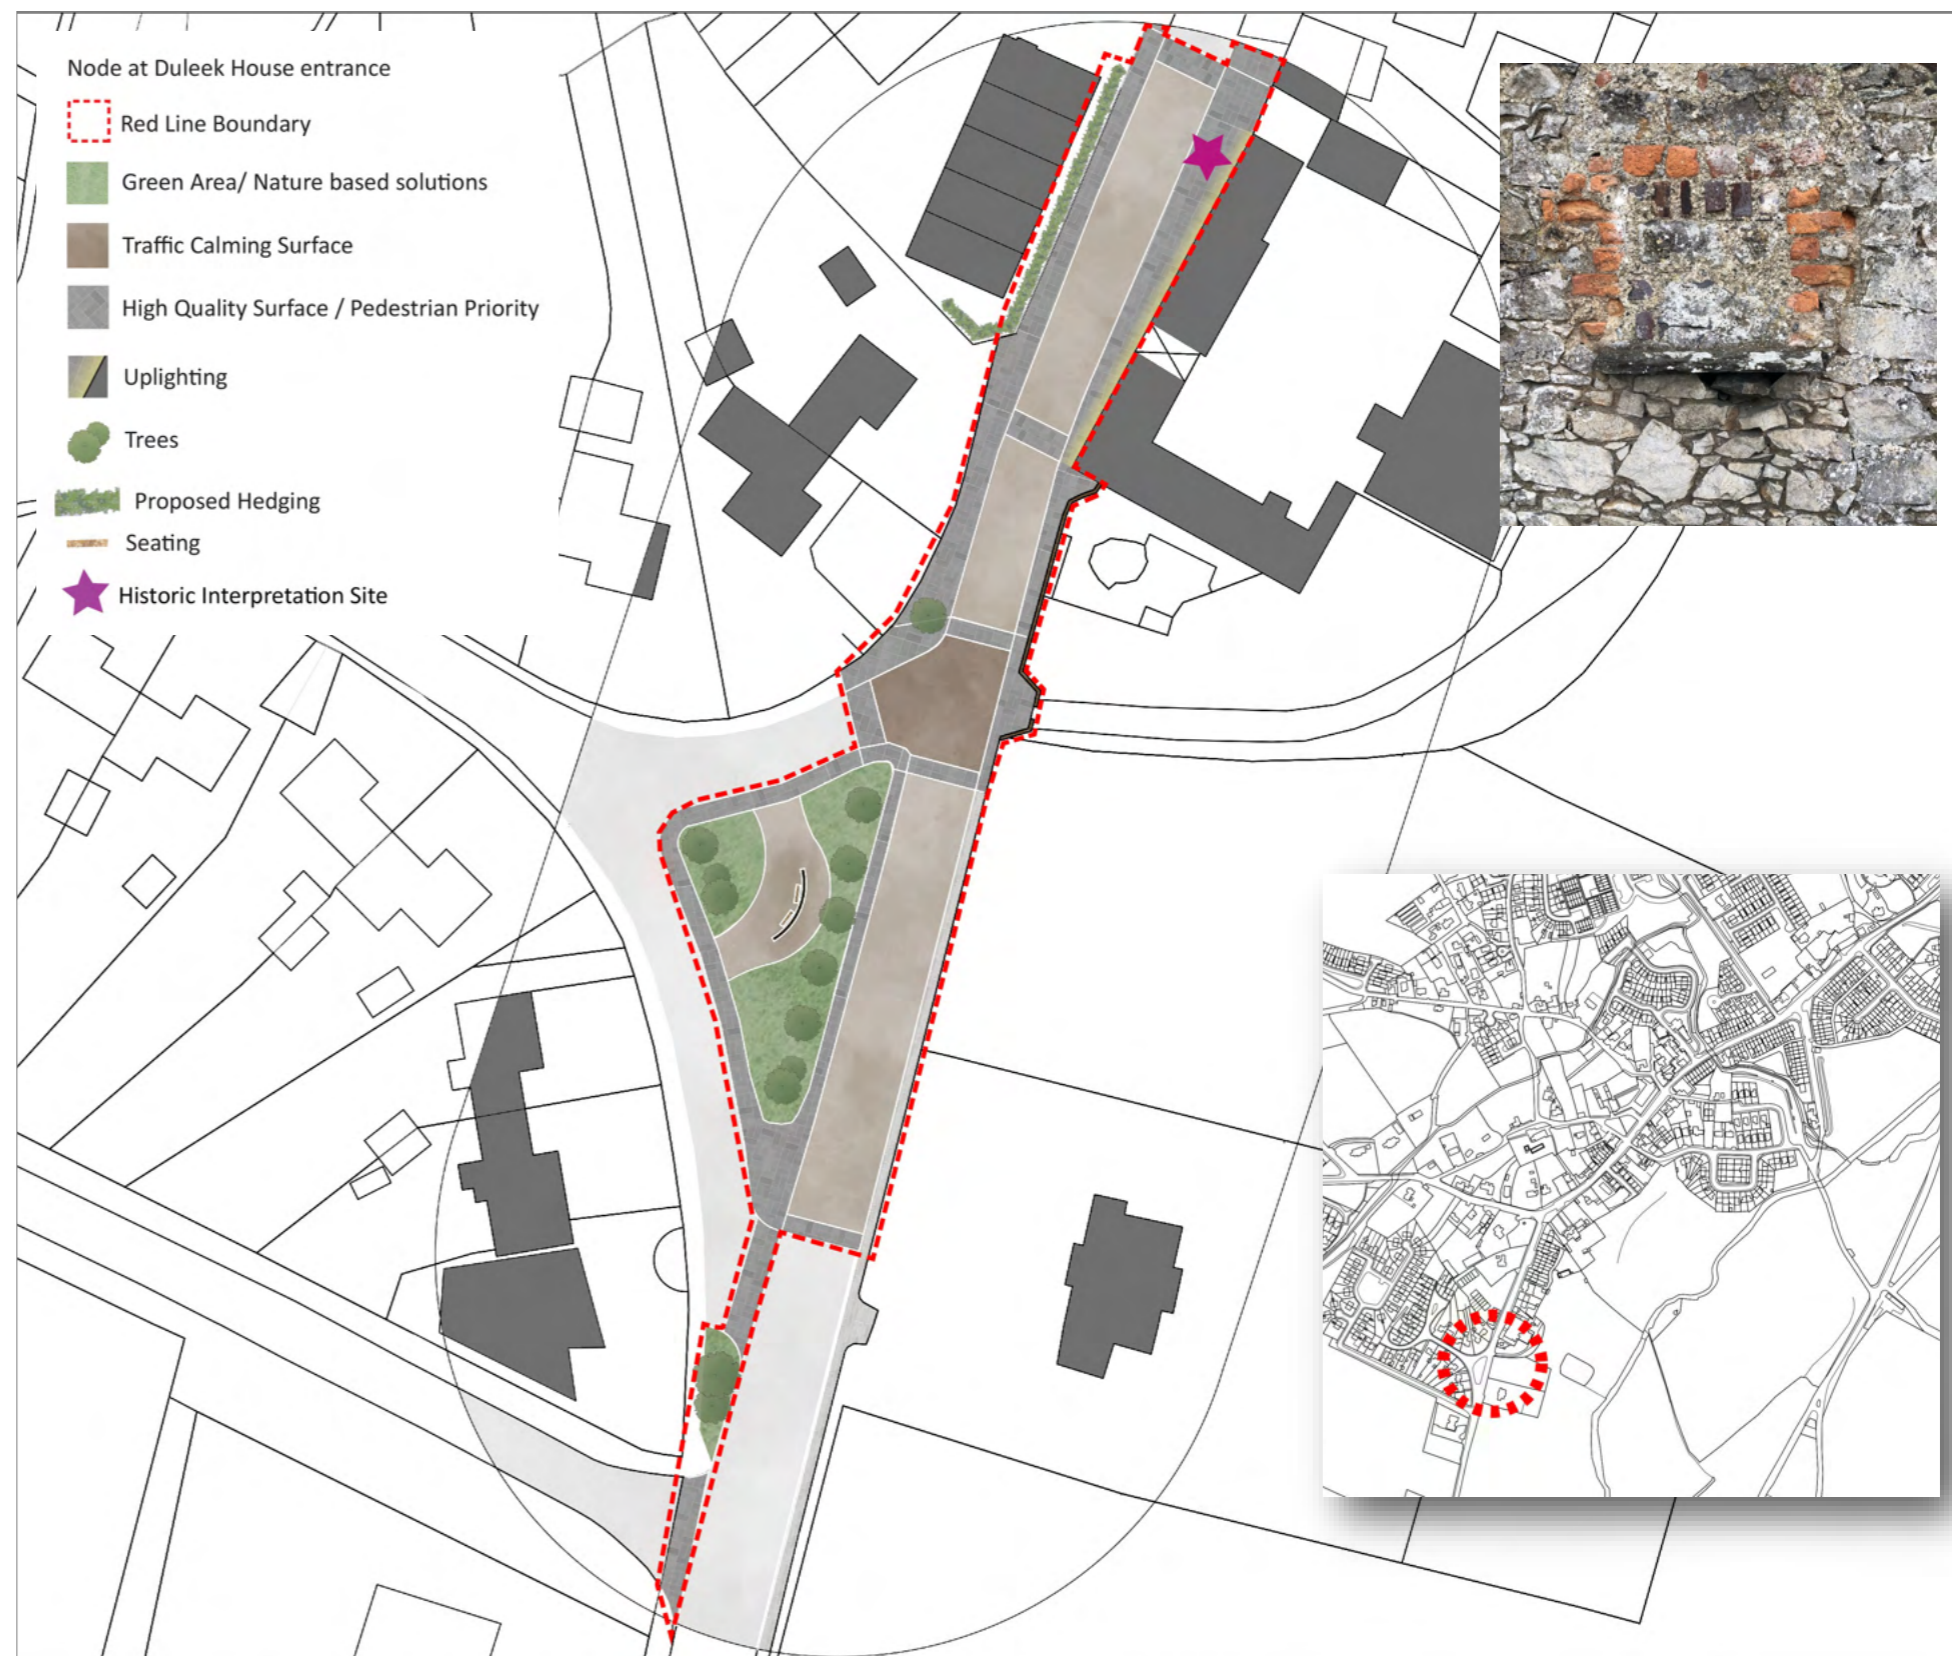 Node at Duleek House entrance
Red Line Boundary
Green Area/ Nature based solutions
Traffic Calming Surface
High Quality Surface / Pedestrian Priority
Uplighting
Trees
Proposed Hedging
Seating
Historic Interpretation Site